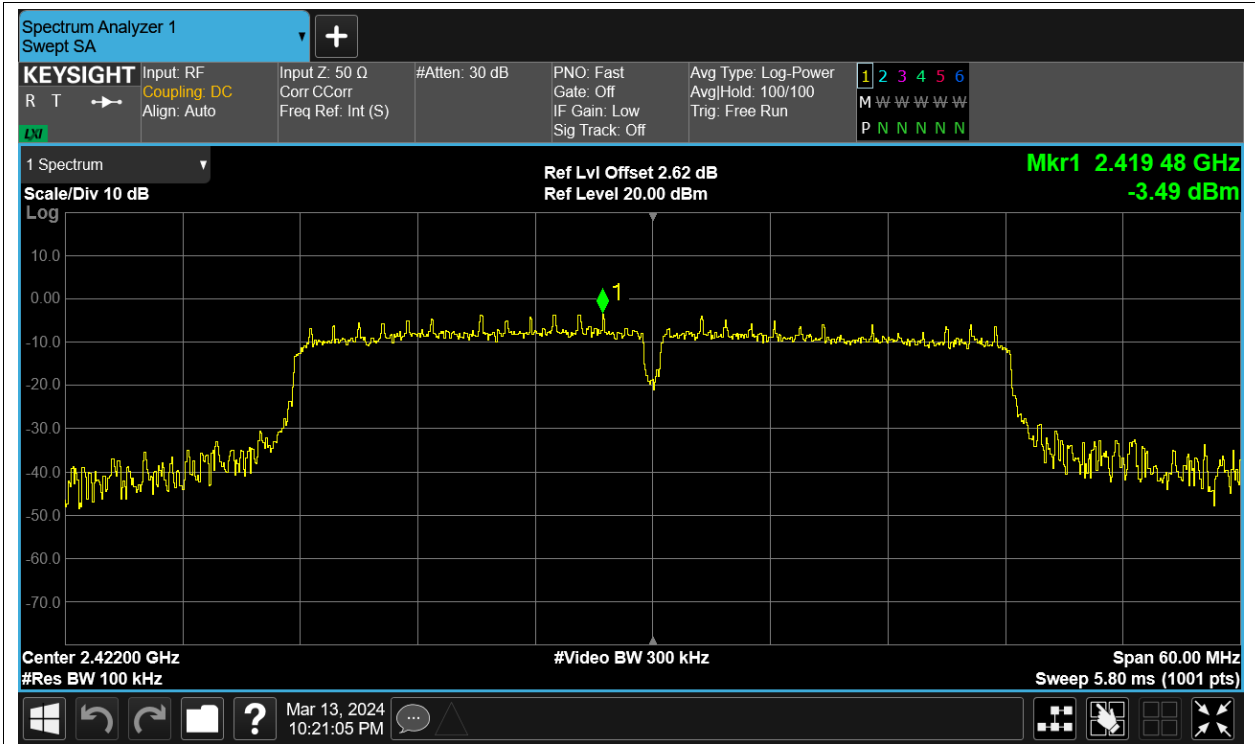 Spectrum Analyzer 1
Swept SA
KEYSIGHT
R T
LXI
Input: RF
Coupling: DC
Align: Auto
Input Z: 50 Ω
Corr CCorr
Freq Ref: Int (S)
#Atten: 30 dB
PNO: Fast
Gate: Off
IF Gain: Low
Sig Track: Off
Avg Type: Log-Power
Avg|Hold: 100/100
Trig: Free Run
1 2 3 4 5 6
M W W W W W
P N N N N N
1 Spectrum
Scale/Div 10 dB
Log
Ref Lvl Offset 2.62 dB
Ref Level 20.00 dBm
Mkr1 2.419 48 GHz
-3.49 dBm
10.0
0.00
-10.0
-20.0
-30.0
-40.0
-50.0
-60.0
-70.0
1
Center 2.42200 GHz
#Res BW 100 kHz
#Video BW 300 kHz
Span 60.00 MHz
Sweep 5.80 ms (1001 pts)
?
Mar 13, 2024
10:21:05 PM